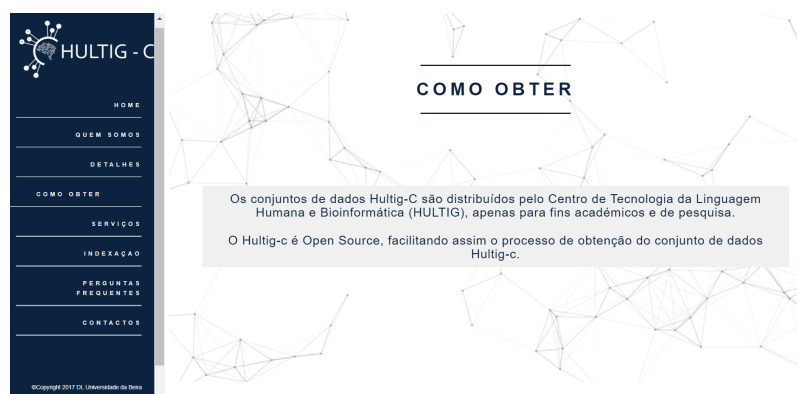 HULTIG - C
HOME
QUEM SOMOS
DETALHES
COMO OBTER
SERVIÇOS
INDEXAÇAO
PERGUNTAS
FREQUENTES
CONTACTOS
©Copyright 2017 DI, Universidade da Beira
COMO OBTER
Os conjuntos de dados Hultig-C são distribuídos pelo Centro de Tecnologia da Linguagem
Humana e Bioinformática (HULTIG), apenas para fins académicos e de pesquisa.
O Hultig-c é Open Source, facilitando assim o processo de obtenção do conjunto de dados
Hultig-c.